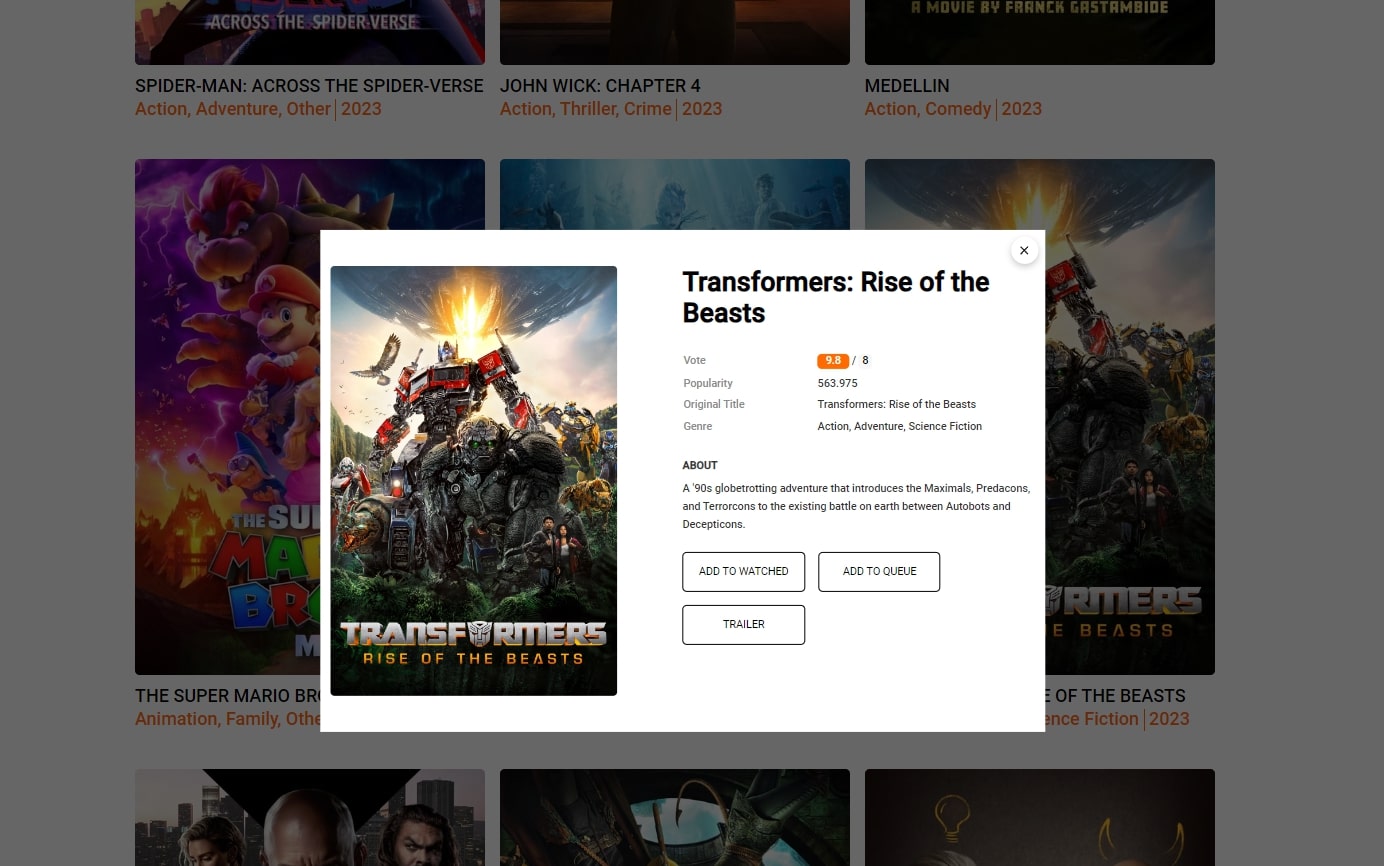 ACROSS THE SPIDER-VERSE
A MOVIE BY FRANCK GASTAMBIDE
SPIDER-MAN: ACROSS THE SPIDER-VERSE
Action, Adventure, Other | 2023
JOHN WICK: CHAPTER 4
Action, Thriller, Crime | 2023
MEDELLIN
Action, Comedy | 2023
THE SU
MA
BRO
M
TRANSFORMERS
RISE OF THE BEASTS
×
Transformers: Rise of the
Beasts
Vote 9.8 / 8
Popularity 563.975
Original Title Transformers: Rise of the Beasts
Genre Action, Adventure, Science Fiction
ABOUT
A '90s globetrotting adventure that introduces the Maximals, Predacons,
and Terrorcons to the existing battle on earth between Autobots and
Decepticons.
ADD TO WATCHED
ADD TO QUEUE
TRAILER
RMERS
E BEASTS
THE SUPER MARIO BR
Animation, Family, Othe
E OF THE BEASTS
ence Fiction | 2023